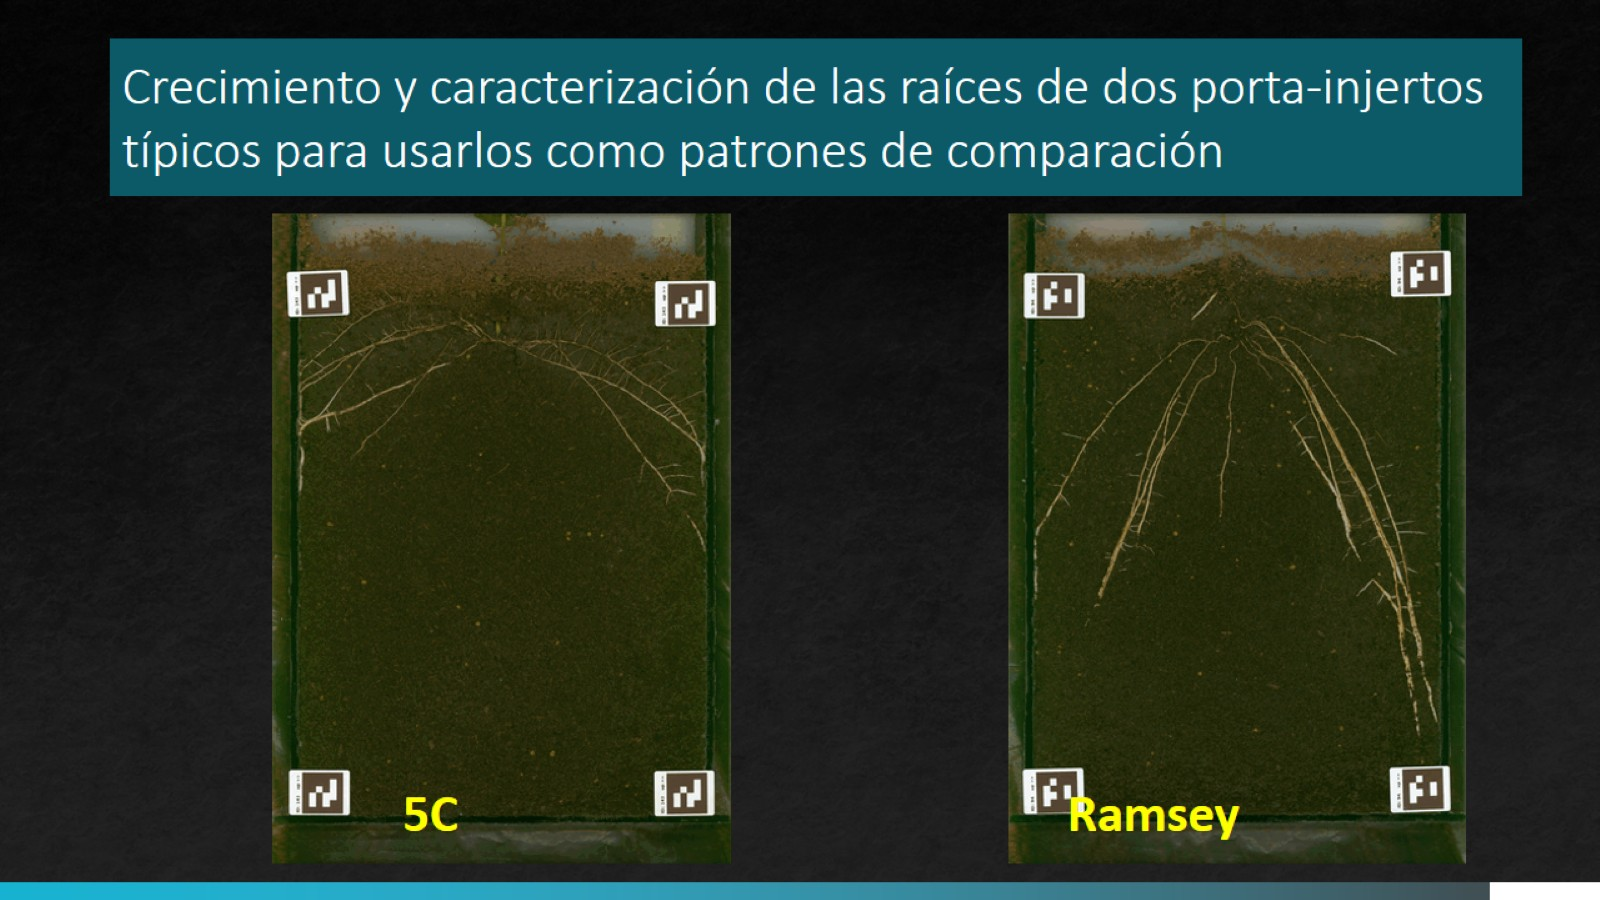 Crecimiento y caracterización de las raíces de dos porta-injertos
típicos para usarlos como patrones de comparación
5C
Ramsey